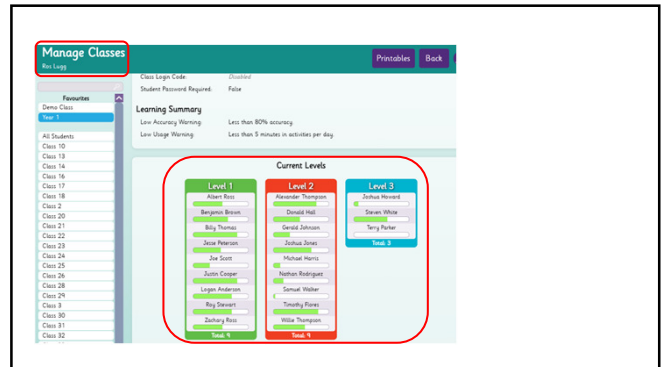 Manage Classes
Ros Lugg
Printables Back
Class Login Code: Disabled
Student Password Required: False
Learning Summary
Low Accuracy Warning: Less than 80% accuracy.
Low Usage Warning: Less than 5 minutes in activities per day.
Favourites
Demo Class
Year 1
All Students
Class 10
Class 13
Class 14
Class 16
Class 17
Class 18
Class 2
Class 20
Class 21
Class 22
Class 23
Class 24
Class 25
Class 26
Class 28
Class 29
Class 3
Class 30
Class 31
Class 32
Current Levels
Level 1
Albert Ross
Benjamin Brown
Billy Thomas
Jesse Peterson
Joe Scott
Justin Cooper
Logan Anderson
Roy Stewart
Zachary Ross
Total: 9
Level 2
Alexander Thompson
Donald Hall
Gerald Johnson
Joshua Jones
Michael Harris
Nathan Rodriguez
Samuel Walker
Timothy Flores
Willie Thompson
Total: 9
Level 3
Joshua Howard
Steven White
Terry Parker
Total: 3